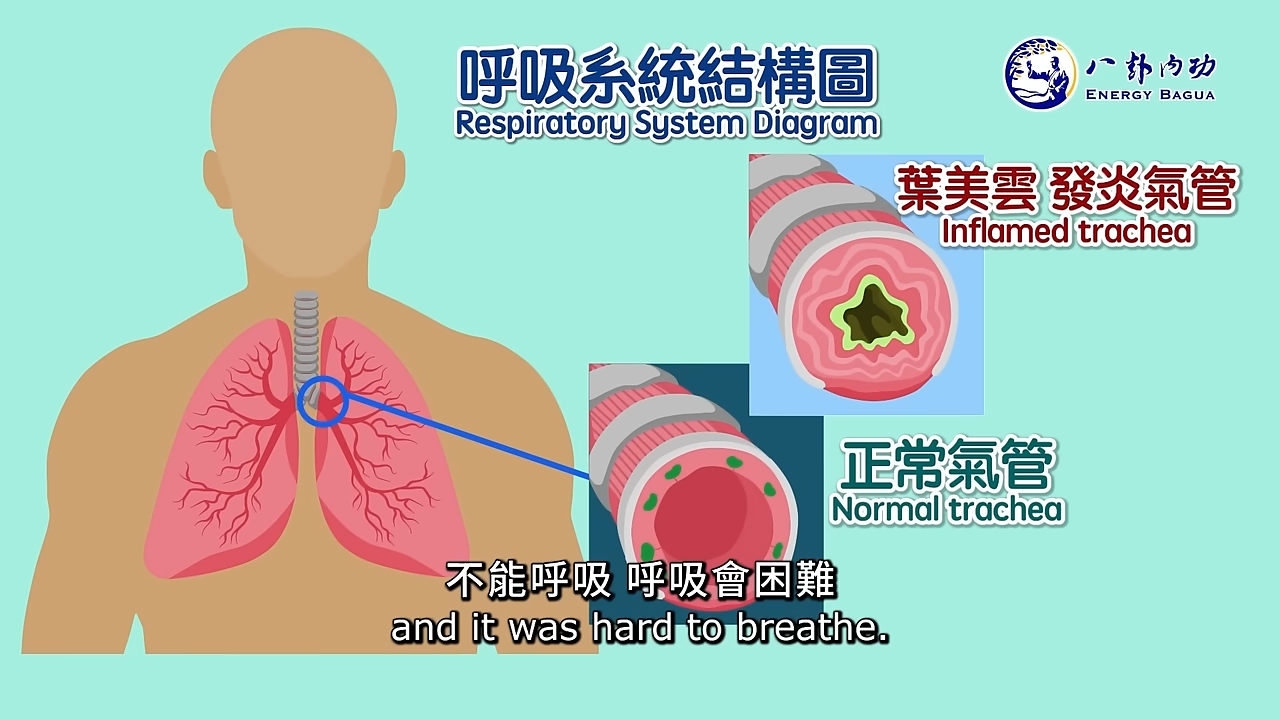 呼吸系統結構圖
Respiratory System Diagram
八卦內功
ENERGY BAGUA
葉美雲 發炎氣管
Inflamed trachea
正常氣管
Normal trachea
不能呼吸 呼吸會困難
and it was hard to breathe.